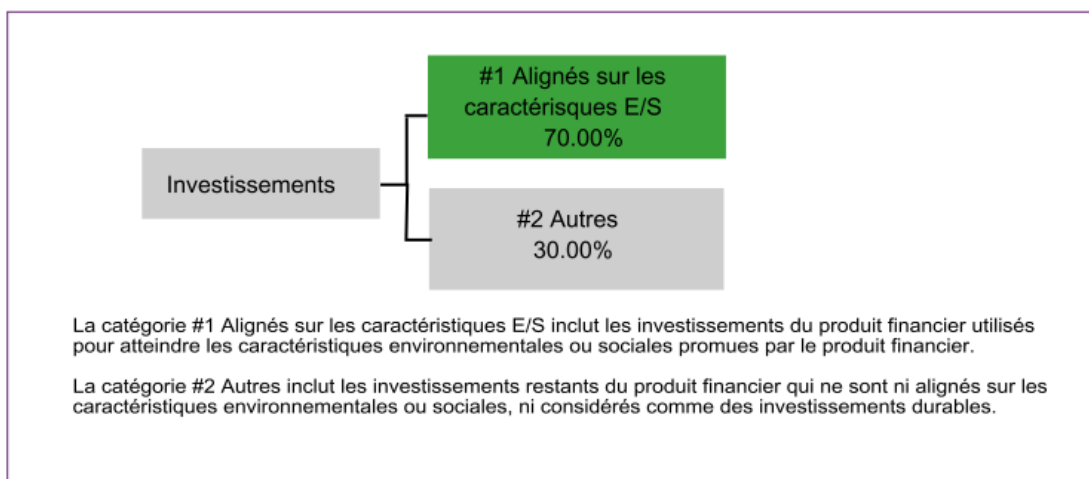 #1 Alignés sur les
caractérisques E/S
70.00%
Investissements
#2 Autres
30.00%
La catégorie #1 Alignés sur les caractéristiques E/S inclut les investissements du produit financier utilisés
pour atteindre les caractéristiques environnementales ou sociales promues par le produit financier.
La catégorie #2 Autres inclut les investissements restants du produit financier qui ne sont ni alignés sur les
caractéristiques environnementales ou sociales, ni considérés comme des investissements durables.